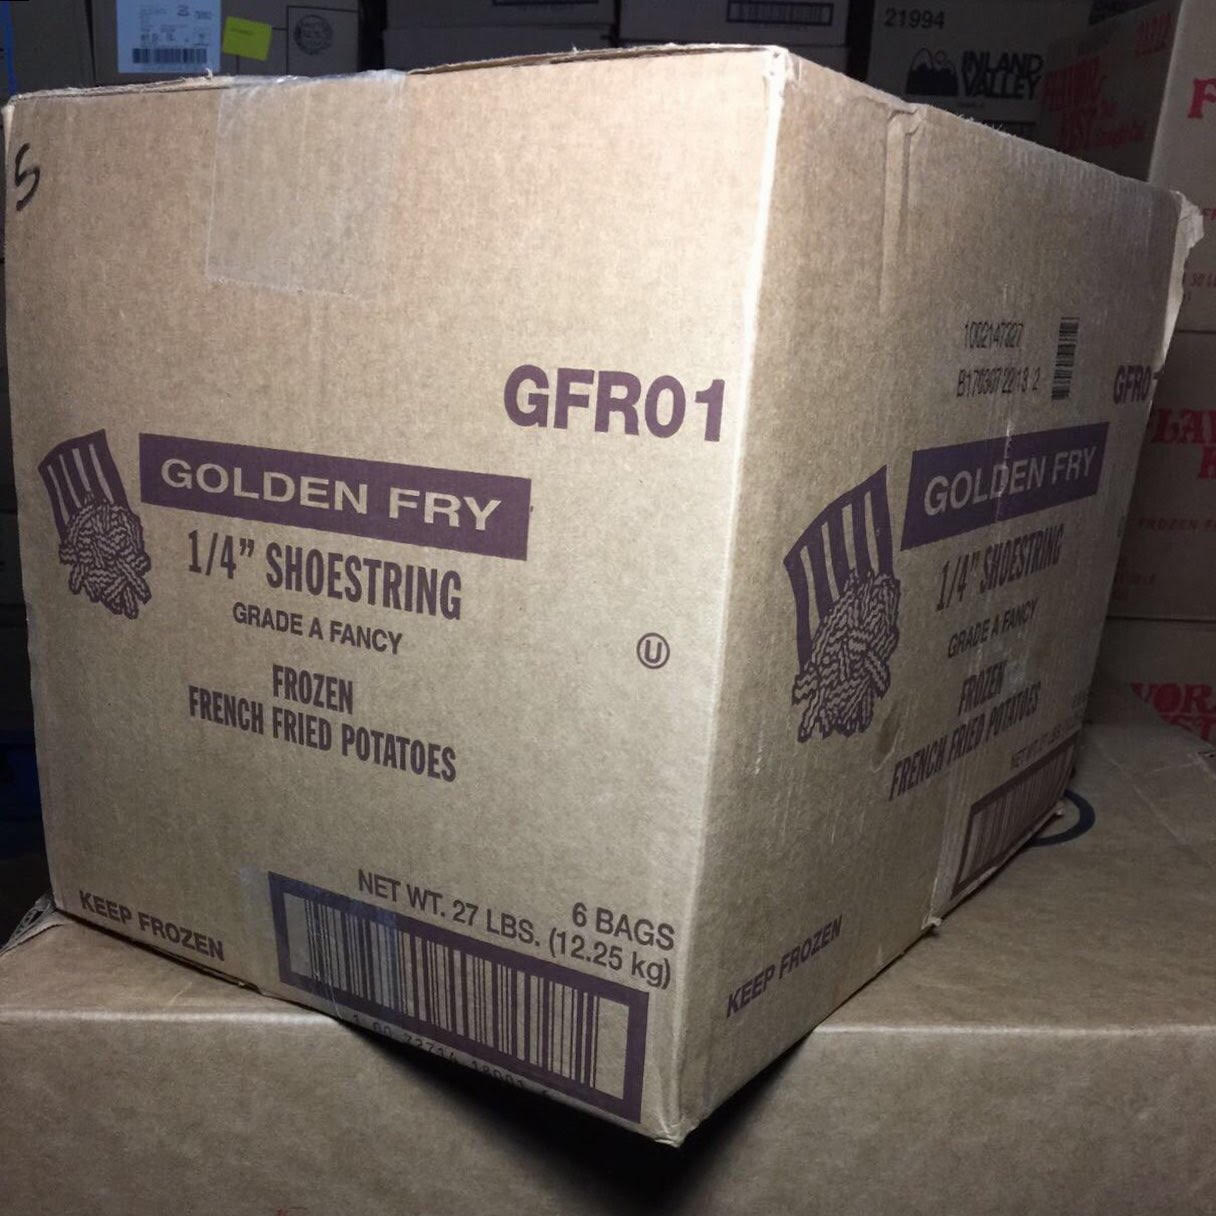 21994
INLAND
VALLEY
S
GFR01
GOLDEN FRY
1/4" SHOESTRING
GRADE A FANCY
FROZEN
FRENCH FRIED POTATOES
U
KEEP FROZEN
6 BAGS
NET WT. 27 LBS. (12.25 kg)
1002147327
GFR0
GOLDEN FRY
1/4" SHOESTRING
GRADE A FANCY
FROZEN
FRENCH FRIED POTATOES
KEEP FROZEN